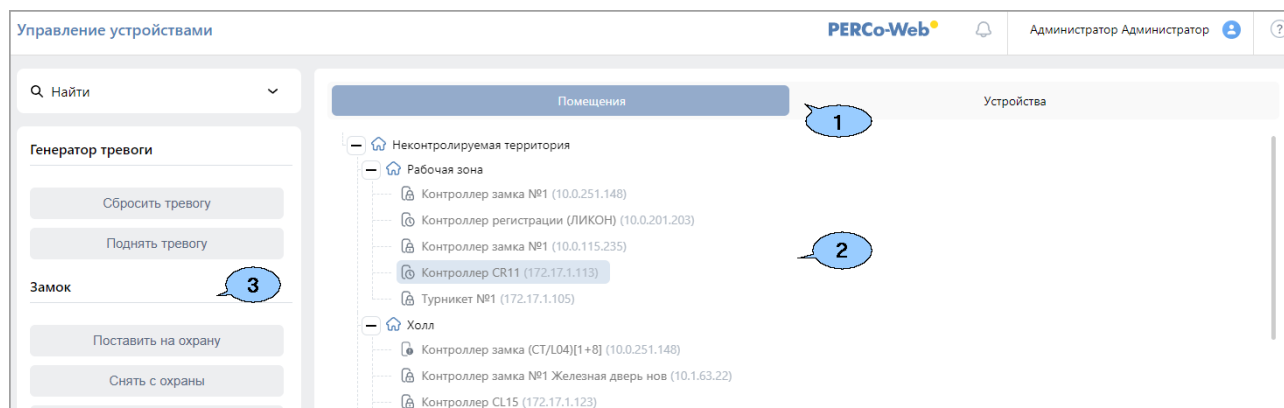 Управление устройствами
PERCo-Web
Администратор Администратор
?
Найти
Помещения
Устройства
1
Генератор тревоги
Сбросить тревогу
Поднять тревогу
Замок
3
Поставить на охрану
Снять с охраны
Неконтролируемая территория
Рабочая зона
Контроллер замка №1 (10.0.251.148)
Контроллер регистрации (ЛИКОН) (10.0.201.203)
Контроллер замка №1 (10.0.115.235)
2
Контроллер CR11 (172.17.1.113)
Турникет №1 (172.17.1.105)
Холл
Контроллер замка (CT/L04)[1+8] (10.0.251.148)
Контроллер замка №1 Железная дверь нов (10.1.63.22)
Контроллер CL15 (172.17.1.123)